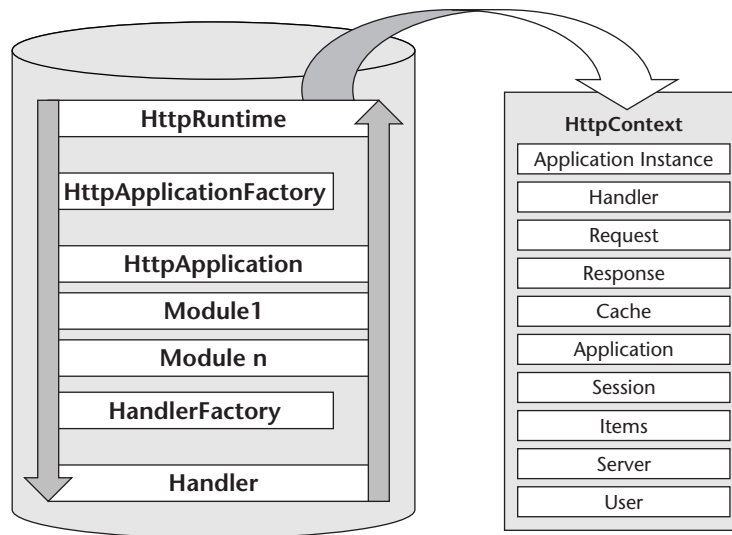 HttpRuntime
HttpApplicationFactory
HttpApplication
Module1
Module n
HandlerFactory
Handler
HttpContext
Application Instance
Handler
Request
Response
Cache
Application
Session
Items
Server
User